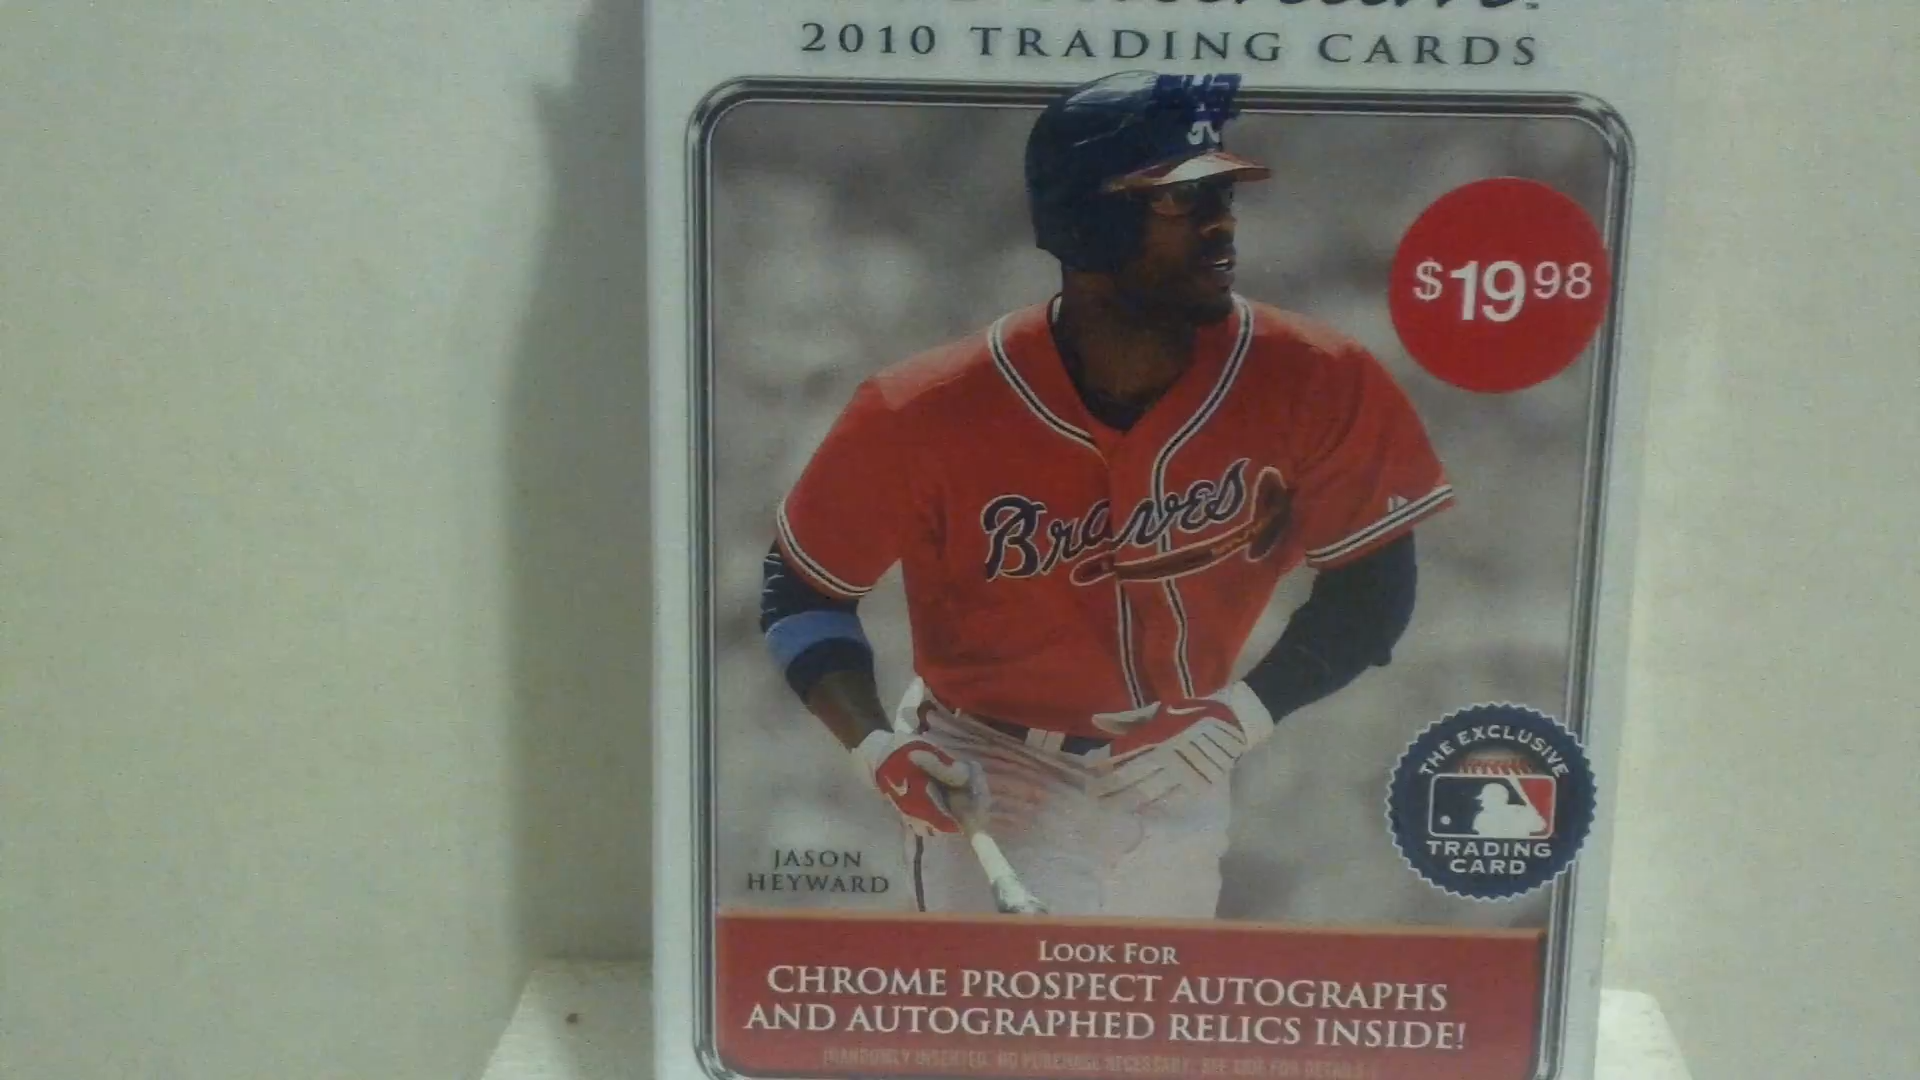 2010 TRADING CARDS
$19.98
Braves
THE EXCLUSIVE
TRADING
CARD
JASON
HEYWARD
LOOK FOR
CHROME PROSPECT AUTOGRAPHS
AND AUTOGRAPHED RELICS INSIDE!